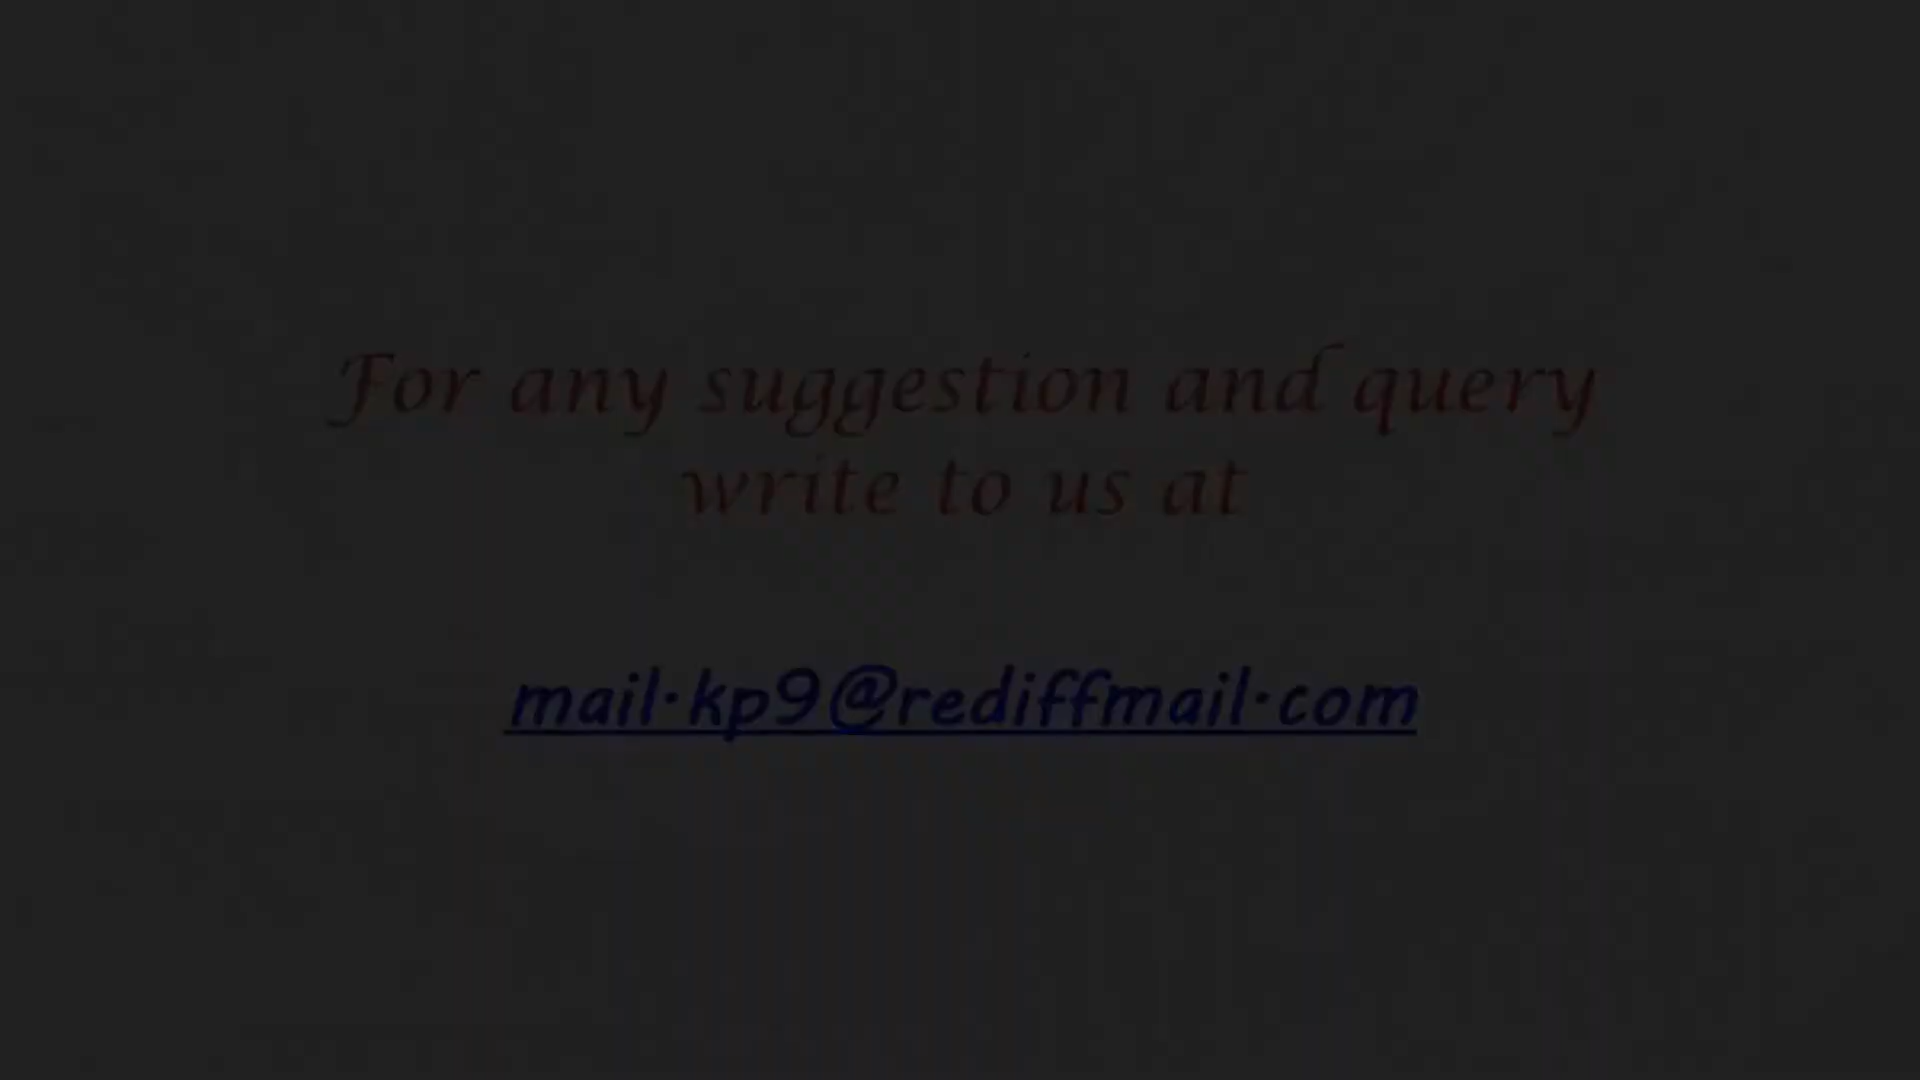 For any suggestion and query
write to us at
mail.kp9@rediffmail.com